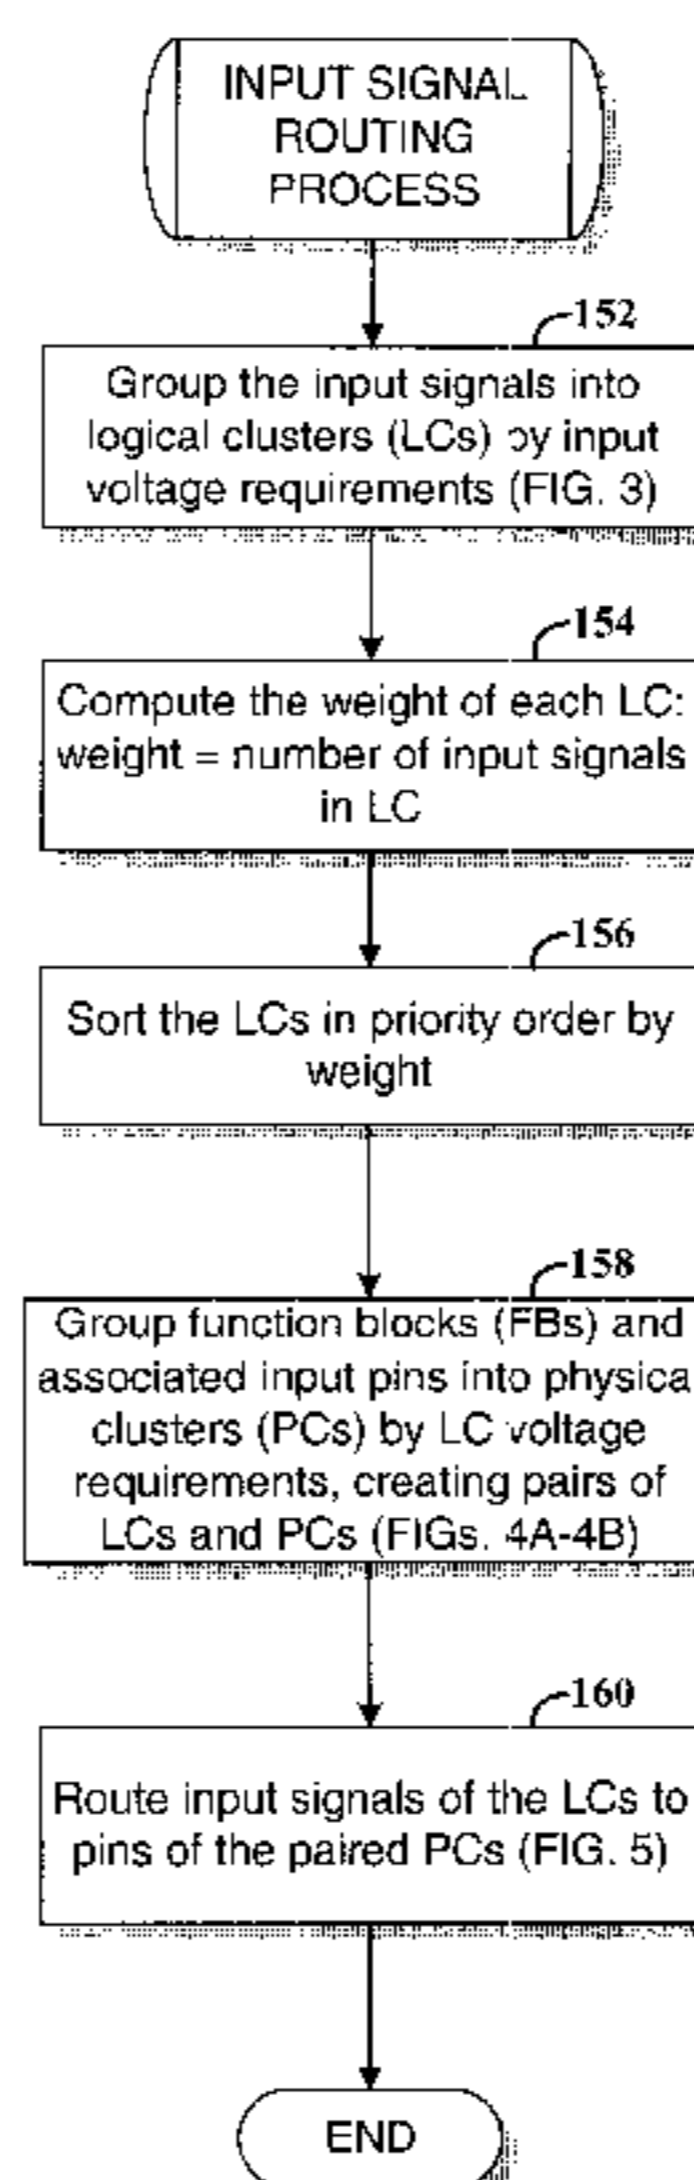 INPUT SIGNAL
ROUTING
PROCESS
152
Group the input signals into
logical clusters (LCs) by input
voltage requirements (FIG. 3)
154
Compute the weight of each LC:
weight = number of input signals
in LC
156
Sort the LCs in priority order by
weight
158
Group function blocks (FBs) and
associated input pins into physica
clusters (PCs) by LC voltage
requirements, creating pairs of
LCs and PCs (FIGs. 4A-4B)
160
Route input signals of the LCs to
pins of the paired PCs (FIG. 5)
END